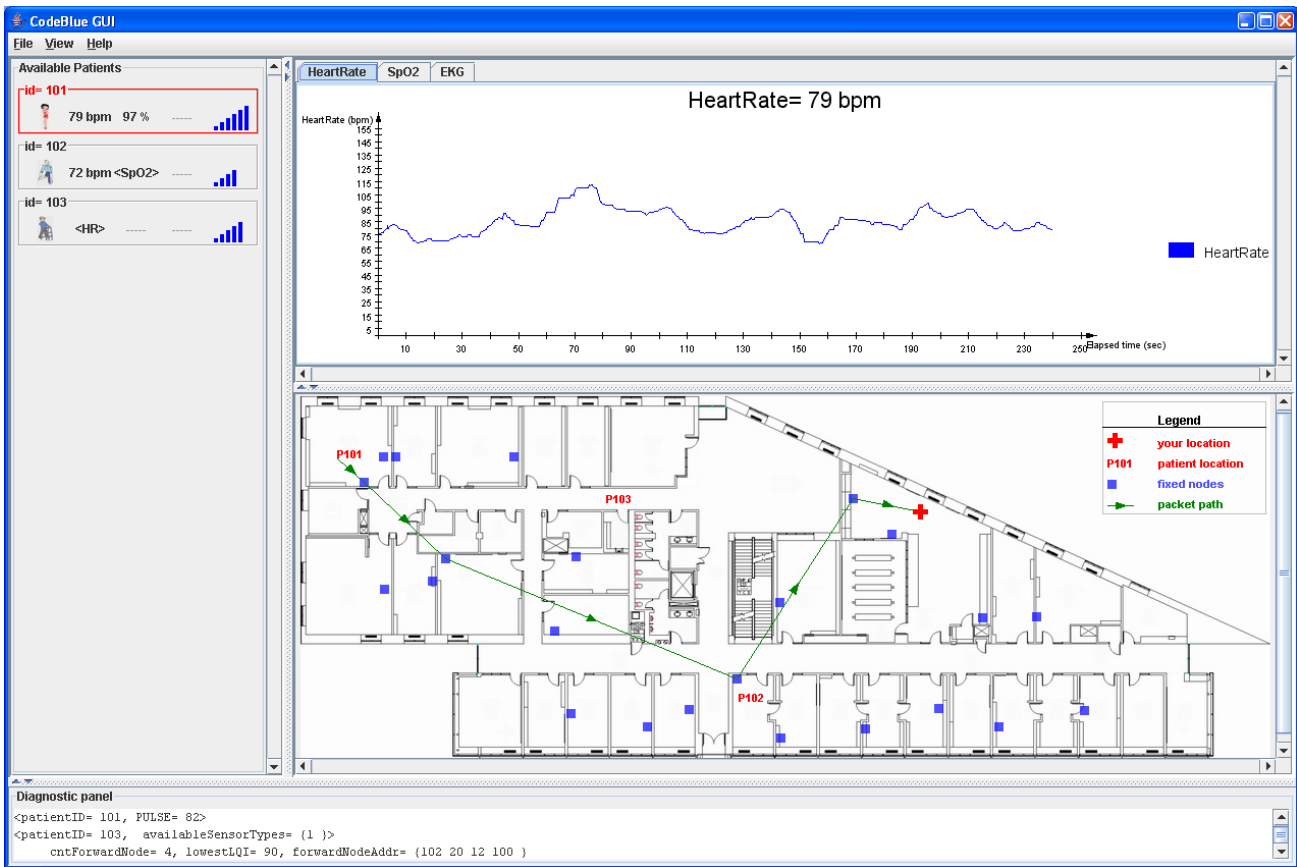 CodeBlue GUI
File View Help
Available Patients
id= 101
79 bpm 97 % -----
id= 102
72 bpm <SpO2> -----
id= 103
<HR> ----- -----
HeartRate SpO2 EKG
HeartRate= 79 bpm
HeartRate (bpm)
155
145
135
125
115
105
95
85
75
65
55
45
35
25
15
5
10 30 50 70 90 110 130 150 170 190 210 230 250
Elapsed time (sec)
HeartRate
P101
P103
P102
Legend
your location
P101 patient location
fixed nodes
packet path
Diagnostic panel
<patientID= 101, PULSE= 82>
<patientID= 103, availableSensorTypes= {1 }>
cntForwardNode= 4, lowestLQI= 90, forwardNodeAddr= {102 20 12 100 }